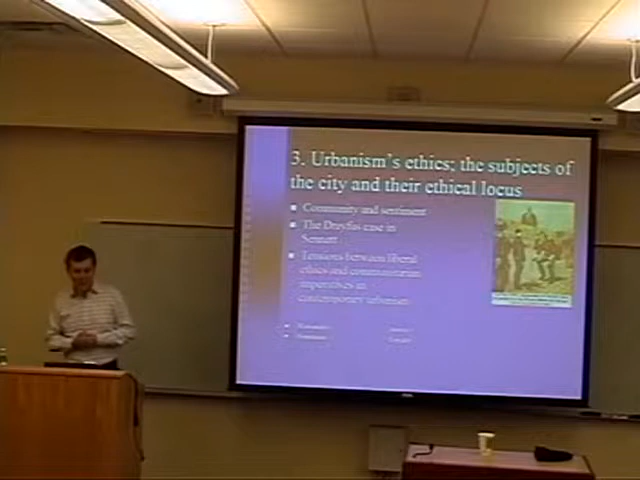 3. Urbanism's ethics; the subjects of
the city and their ethical locus
Community and sentiment
The Dreyfus case in
Sennett
Tensions between liberal
ethics and communitarian
imperatives in
contemporary urbanism